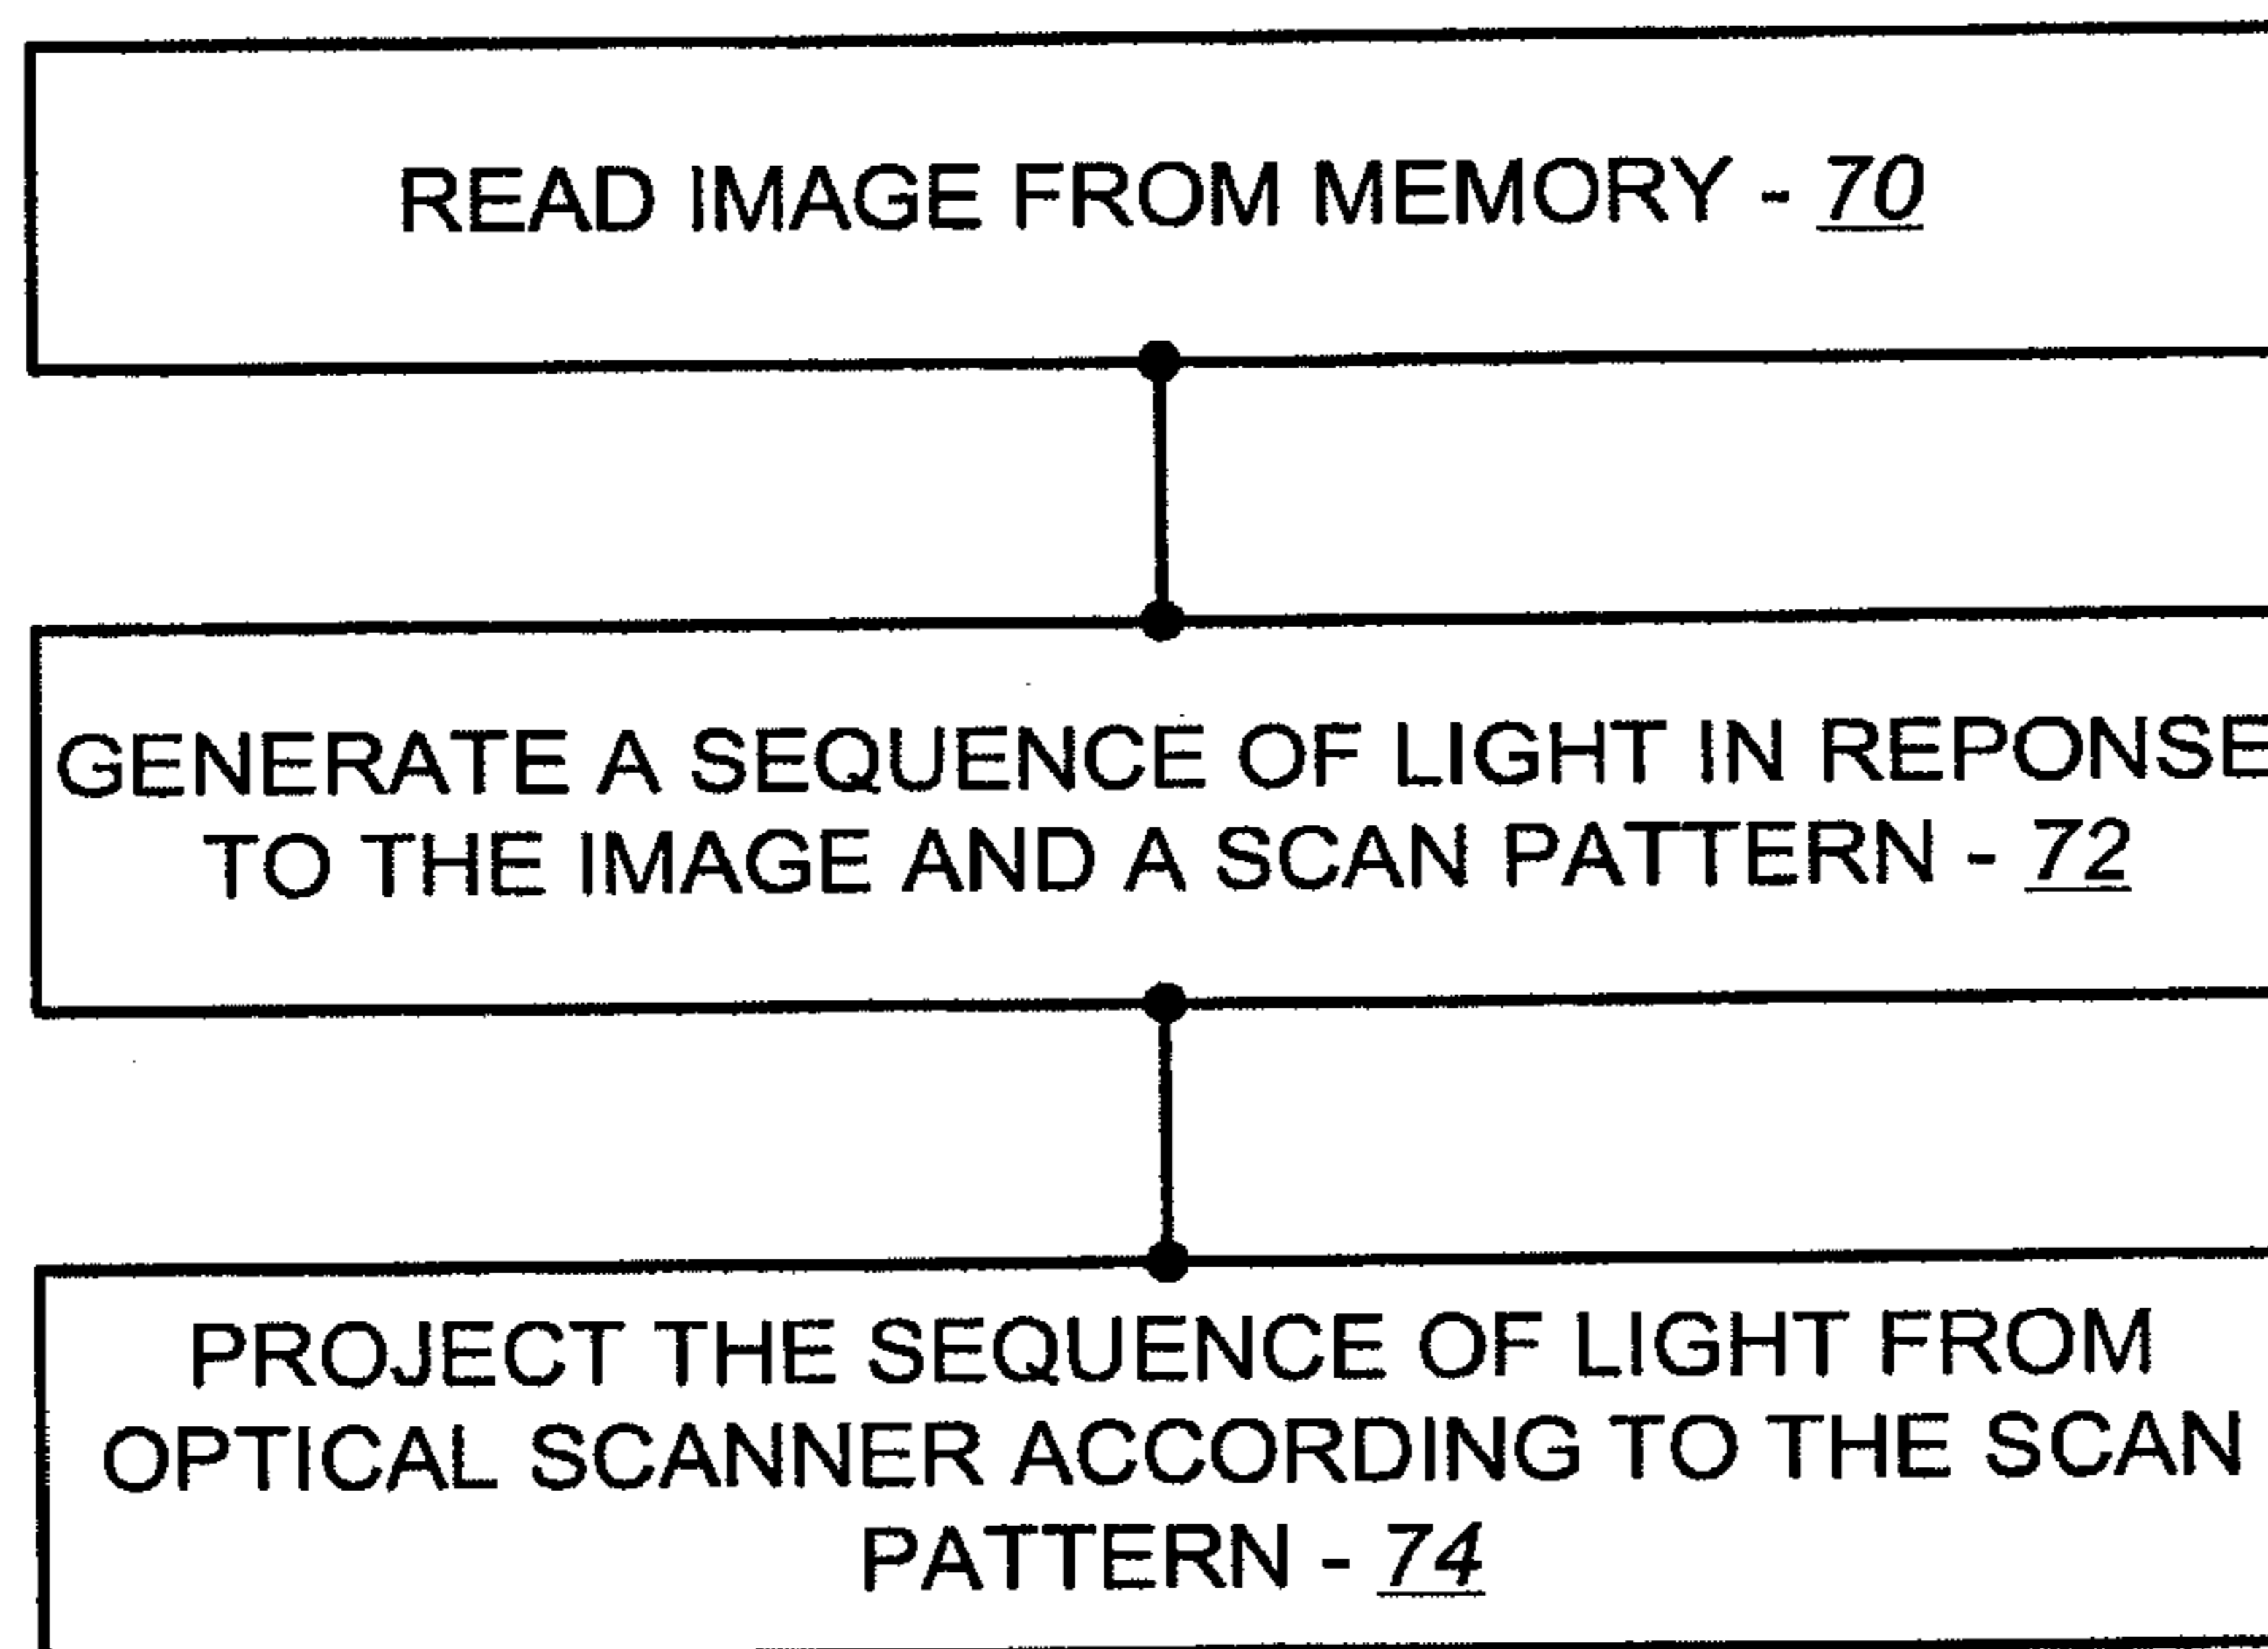 READ IMAGE FROM MEMORY - 70
GENERATE A SEQUENCE OF LIGHT IN REPONSE
TO THE IMAGE AND A SCAN PATTERN - 72
PROJECT THE SEQUENCE OF LIGHT FROM
OPTICAL SCANNER ACCORDING TO THE SCAN
PATTERN - 74